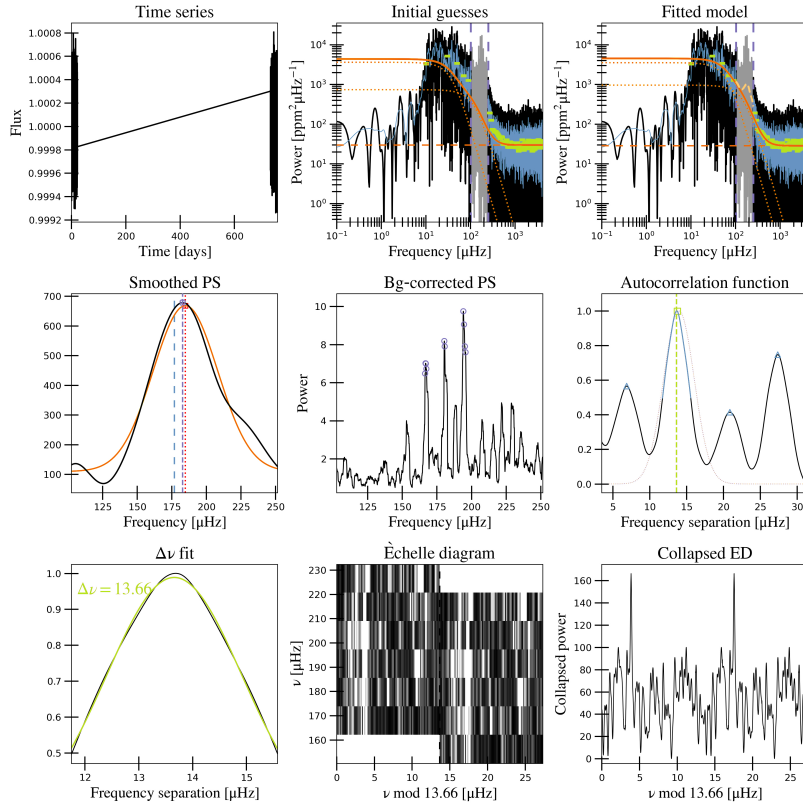 Time series
Initial guesses
Fitted model
1.0008
1.0006
1.0004
1.0002
1.0000
0.9998
0.9996
0.9994
0.9992
Flux
0 200 400 600
Time [days]
10⁴
10³
10²
10¹
10⁰
Power [ppm²μHz⁻¹]
10⁻¹ 10⁰ 10¹ 10² 10³
Frequency [μHz]
10⁴
10³
10²
10¹
10⁰
Power [ppm²μHz⁻¹]
10⁻¹ 10⁰ 10¹ 10² 10³
Frequency [μHz]
Smoothed PS
Bg-corrected PS
Autocorrelation function
700
600
500
400
300
200
100
125 150 175 200 225 250
Frequency [μHz]
10
8
6
4
2
Power
125 150 175 200 225 250
Frequency [μHz]
1.0
0.8
0.6
0.4
0.2
0.0
5 10 15 20 25 30
Frequency separation [μHz]
Δν fit
Èchelle diagram
Collapsed ED
1.0
0.9
0.8
0.7
0.6
0.5
Δν = 13.66
12 13 14 15
Frequency separation [μHz]
230
220
210
200
190
180
170
160
ν [μHz]
0 5 10 15 20 25
ν mod 13.66 [μHz]
160
140
120
100
80
60
40
20
0
Collapsed power
0 5 10 15 20 25
ν mod 13.66 [μHz]